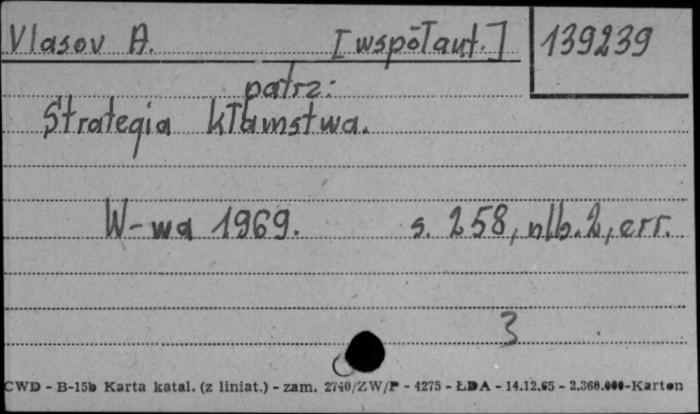 Vlasov A. [współaut.] 139239
patrz:
Strategia kłamstwa.
W-wa 1969. s. 258, nlb. 2, err.
3
CWD - B-15b Karta katal. (z liniat.) - zam. 2740/ZW/P - 4275 - ŁDA - 14.12.65 - 2.360.000-Karton